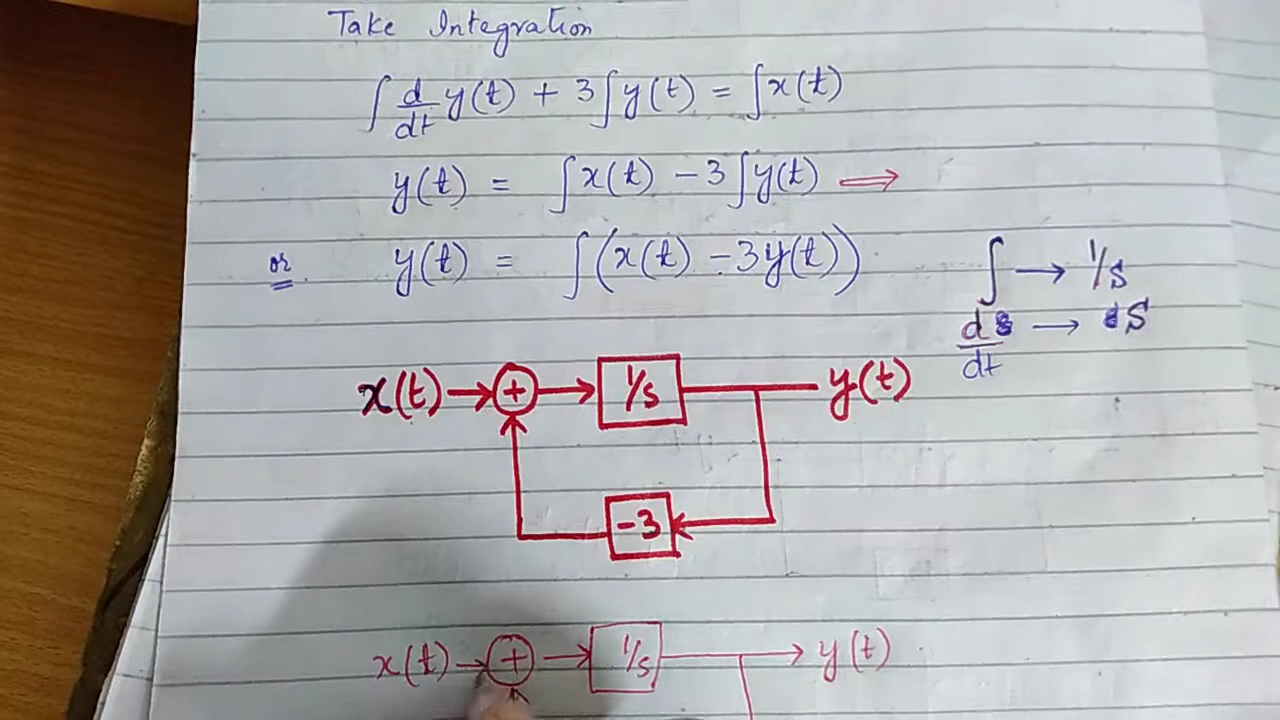 Take Integration
∫ d/dt y(t) + 3∫y(t) = ∫x(t)
y(t) = ∫x(t) − 3∫y(t) ⇒
or y(t) = ∫(x(t) − 3y(t))
∫ → 1/s
d/dt → S
x(t) → + → 1/s y(t)
-3
x(t) → + → 1/s → y(t)